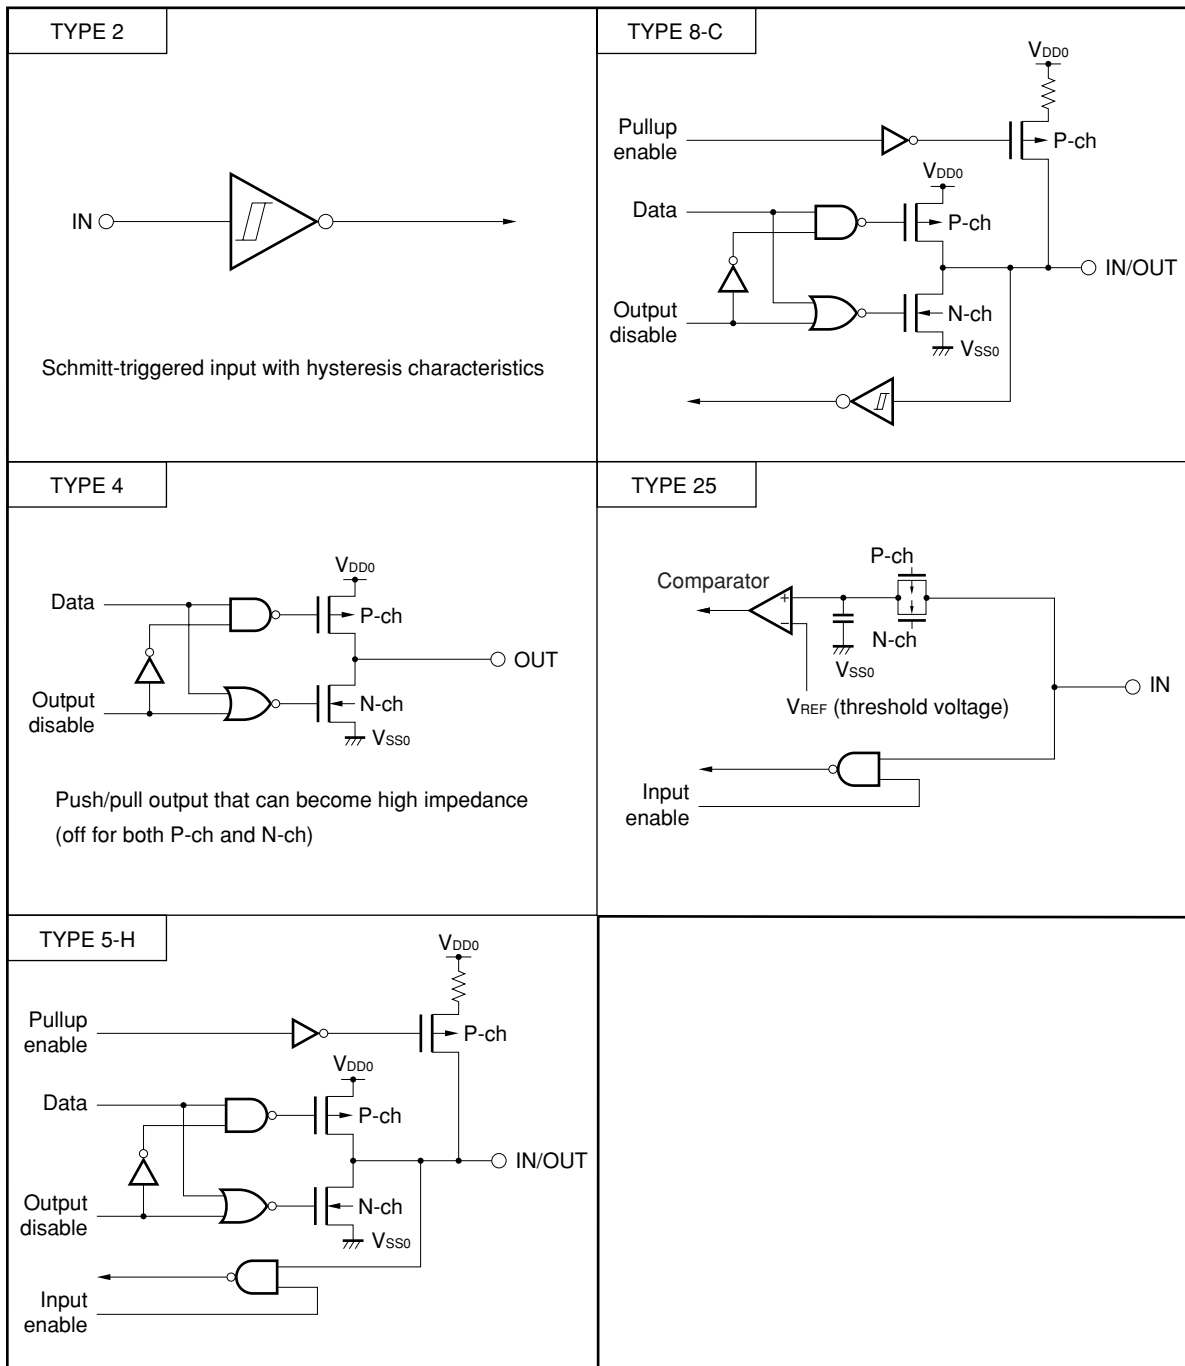 TYPE 2
IN
Schmitt-triggered input with hysteresis characteristics
TYPE 8-C
VDD0
Pullup
enable
P-ch
VDD0
Data
P-ch
IN/OUT
Output
disable
N-ch
VSS0
TYPE 4
VDD0
Data
P-ch
OUT
Output
disable
N-ch
VSS0
Push/pull output that can become high impedance
(off for both P-ch and N-ch)
TYPE 25
P-ch
Comparator
+
−
N-ch
VSS0
IN
VREF (threshold voltage)
Input
enable
TYPE 5-H
VDD0
Pullup
enable
P-ch
VDD0
Data
P-ch
IN/OUT
Output
disable
N-ch
VSS0
Input
enable